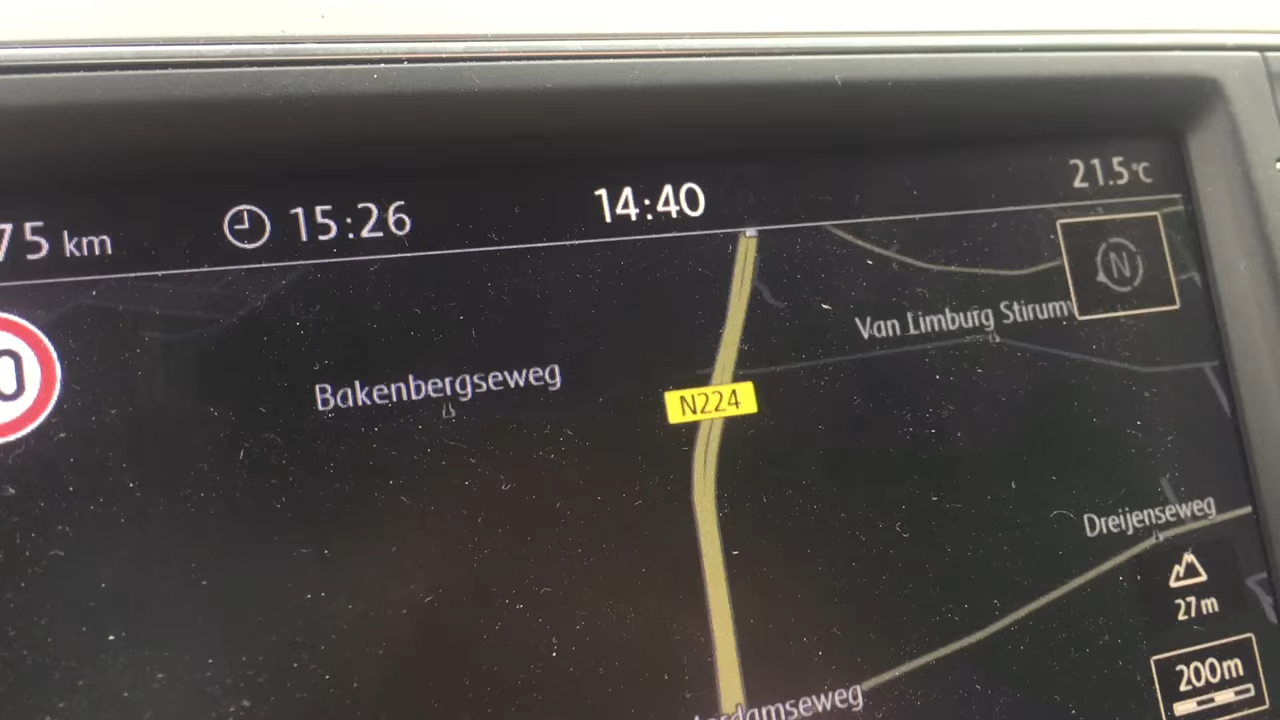 75 km 15:26 14:40 21.5°C
N
Van Limburg Stirum
Bakenbergseweg
N224
Dreijenseweg
27m
200m